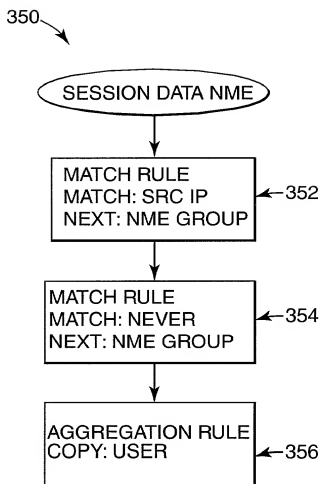 350
SESSION DATA NME
MATCH RULE
MATCH: SRC IP
NEXT: NME GROUP
352
MATCH RULE
MATCH: NEVER
NEXT: NME GROUP
354
AGGREGATION RULE
COPY: USER
356